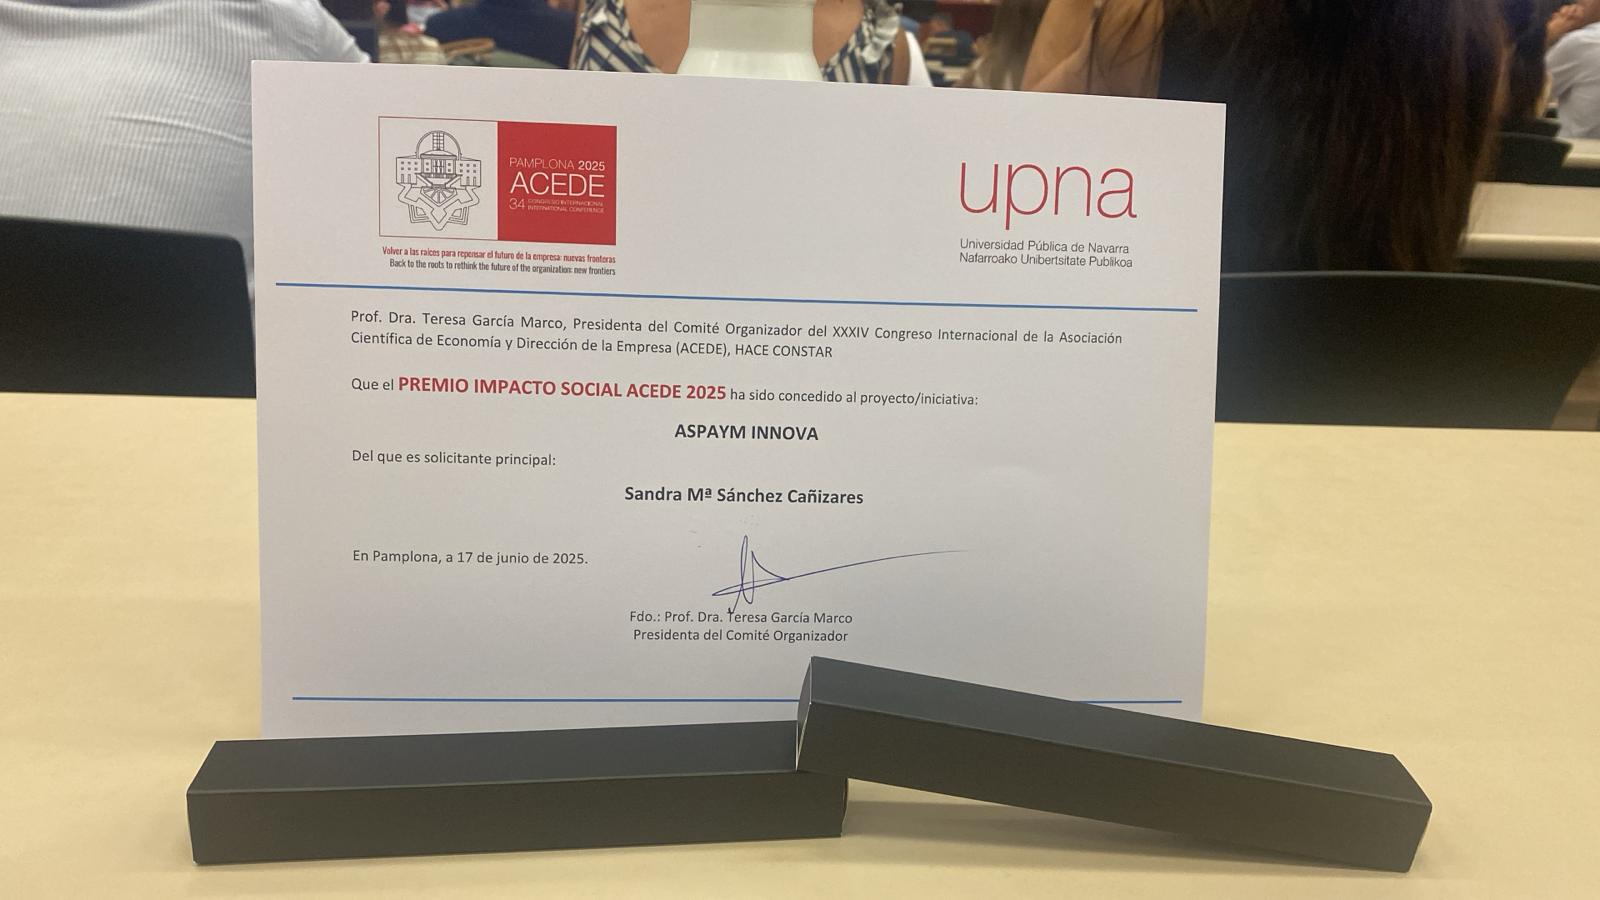 PAMPLONA 2025
ACEDE
34 CONGRESO INTERNACIONAL
INTERNATIONAL CONFERENCE
Volver a las raíces para repensar el futuro de la empresa: nuevas fronteras
Back to the roots to rethink the future of the organization: new frontiers
upna
Universidad Pública de Navarra
Nafarroako Unibertsitate Publikoa
Prof. Dra. Teresa García Marco, Presidenta del Comité Organizador del XXXIV Congreso Internacional de la Asociación
Científica de Economía y Dirección de la Empresa (ACEDE), HACE CONSTAR
Que el PREMIO IMPACTO SOCIAL ACEDE 2025 ha sido concedido al proyecto/iniciativa:
ASPAYM INNOVA
Del que es solicitante principal:
Sandra Mª Sánchez Cañizares
En Pamplona, a 17 de junio de 2025.
Fdo.: Prof. Dra. Teresa García Marco
Presidenta del Comité Organizador